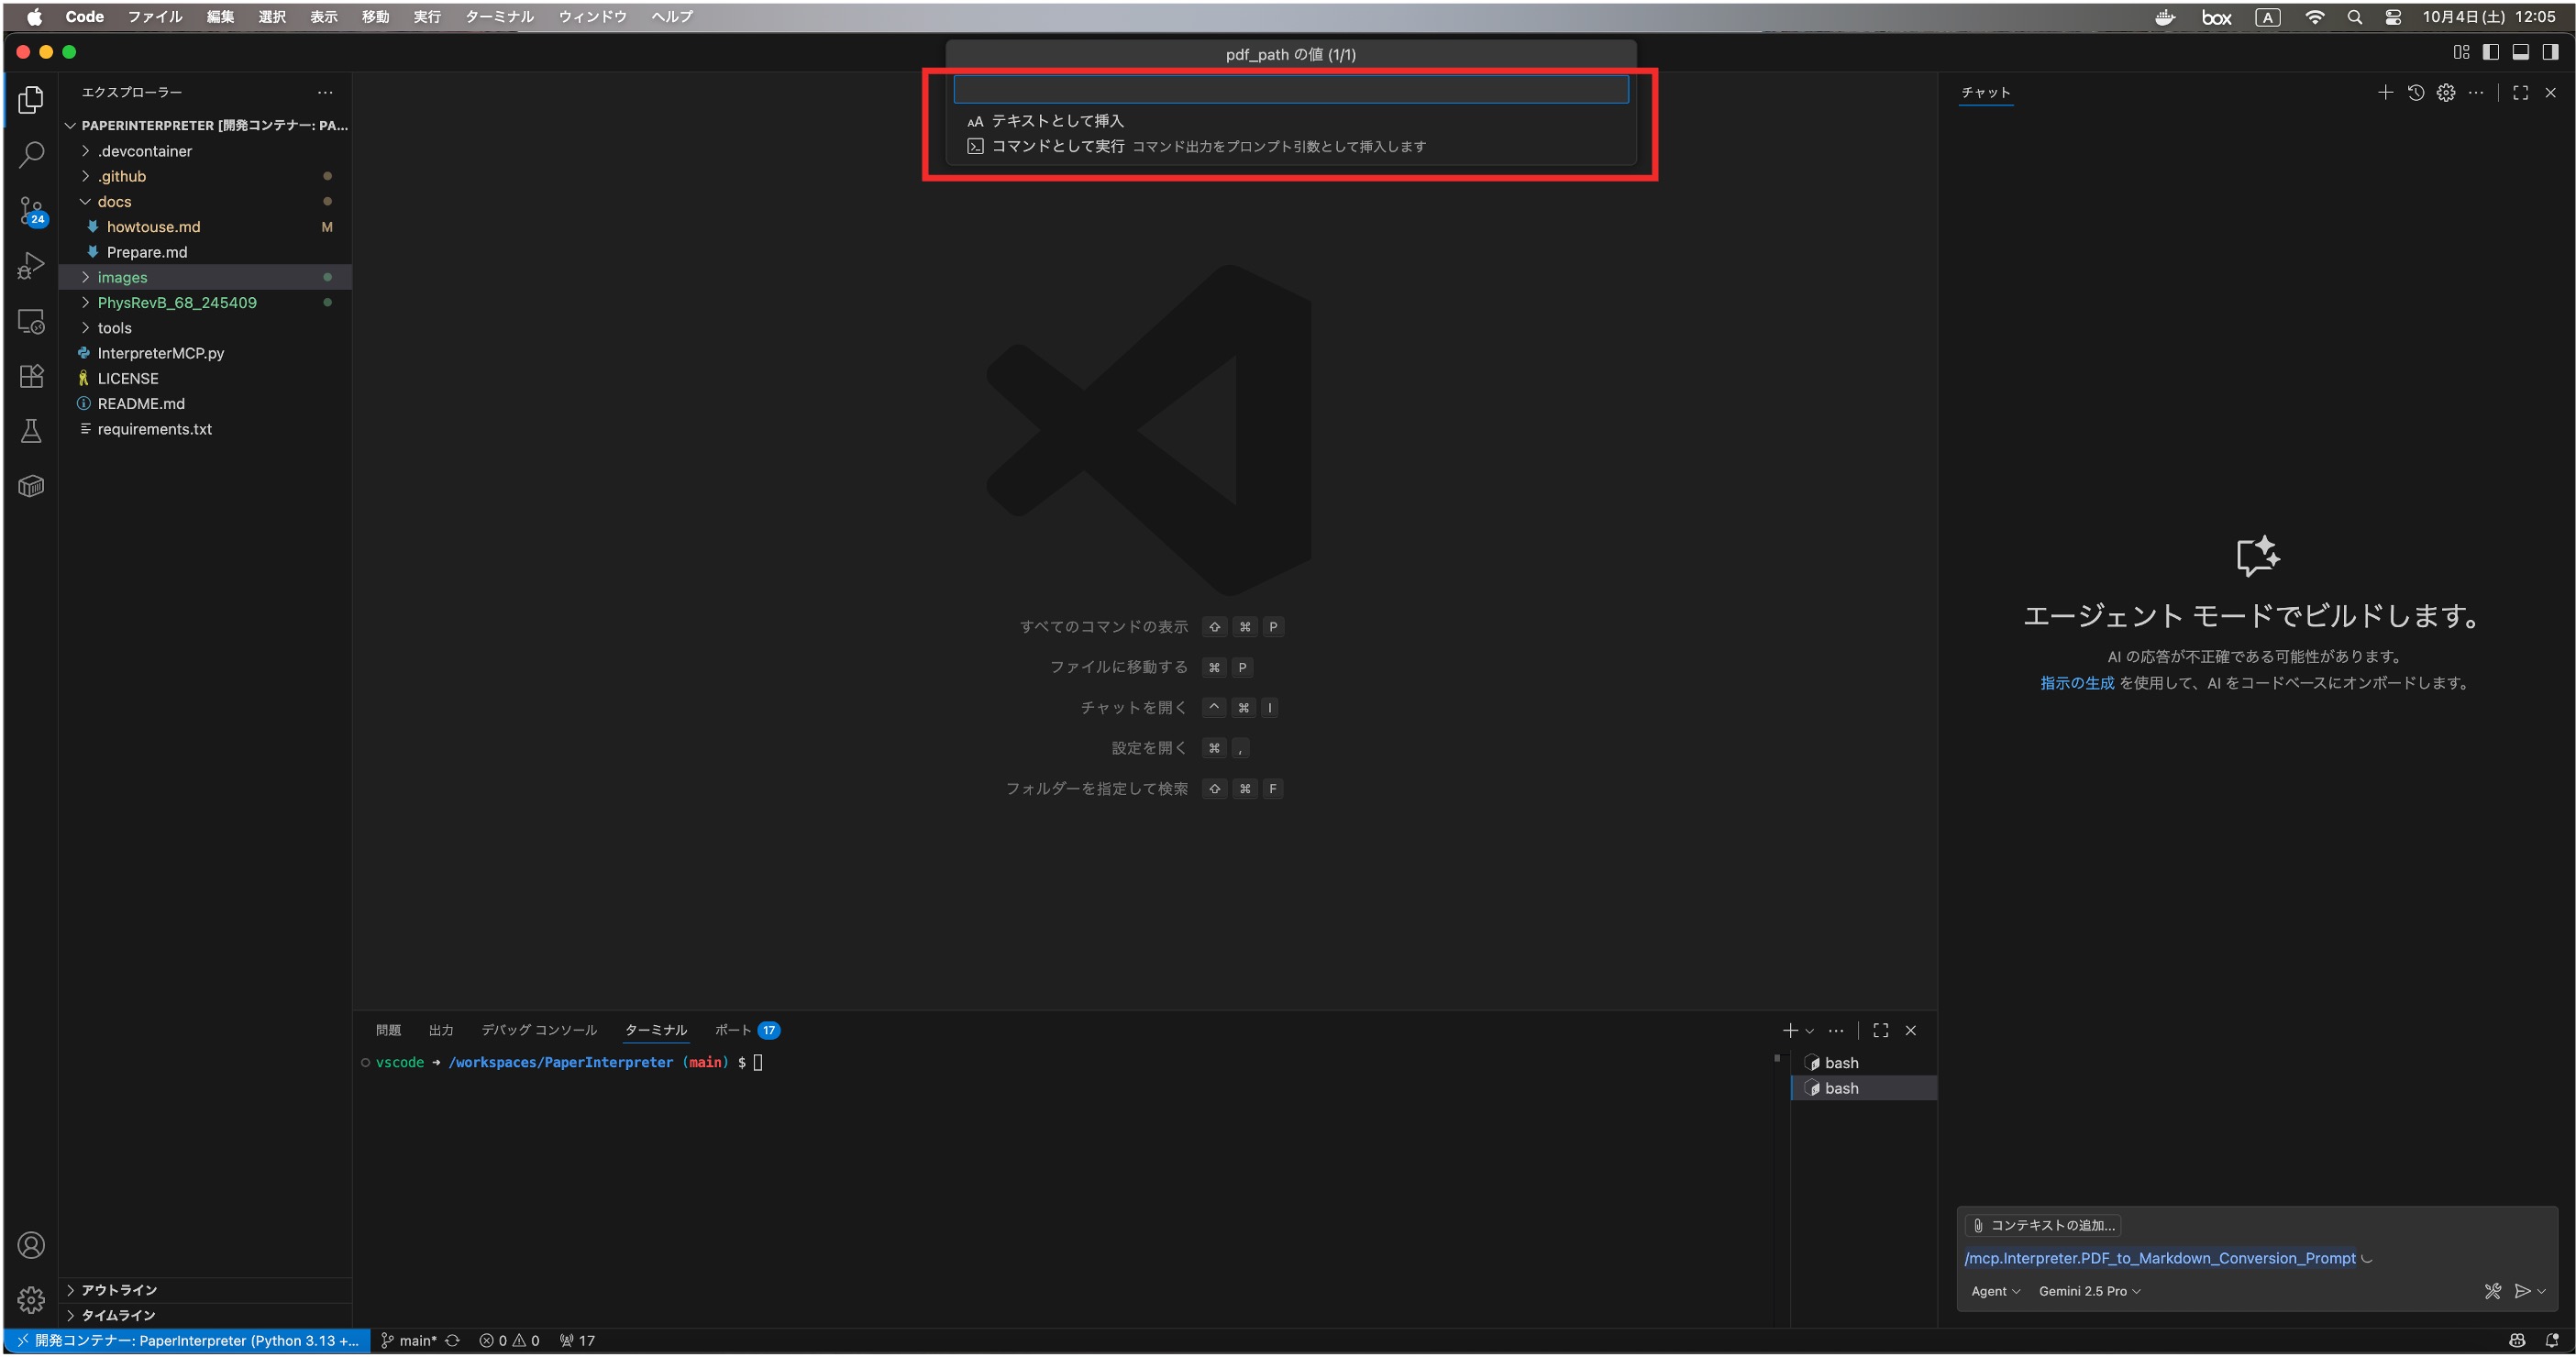 Code ファイル 編集 選択 表示 移動 実行 ターミナル ウィンドウ ヘルプ
box A 10月4日(土) 12:05
pdf_path の値 (1/1)
テキストとして挿入
コマンドとして実行 コマンド出力をプロンプト引数として挿入します
エクスプローラー
PAPERINTERPRETER [開発コンテナー: PA...
.devcontainer
.github
docs
howtouse.md M
Prepare.md
images
PhysRevB_68_245409
tools
InterpreterMCP.py
LICENSE
README.md
requirements.txt
24
アウトライン
タイムライン
すべてのコマンドの表示 ⇧ ⌘ P
ファイルに移動する ⌘ P
チャットを開く ^ ⌘ I
設定を開く ⌘ ,
フォルダーを指定して検索 ⇧ ⌘ F
問題 出力 デバッグ コンソール ターミナル ポート 17
vscode ➜ /workspaces/PaperInterpreter (main) $
bash
bash
チャット
エージェント モードでビルドします。
AI の応答が不正確である可能性があります。
指示の生成 を使用して、AI をコードベースにオンボードします。
コンテキストの追加...
/mcp.Interpreter.PDF_to_Markdown_Conversion_Prompt
Agent Gemini 2.5 Pro
開発コンテナー: PaperInterpreter (Python 3.13 +... main* 0 0 17